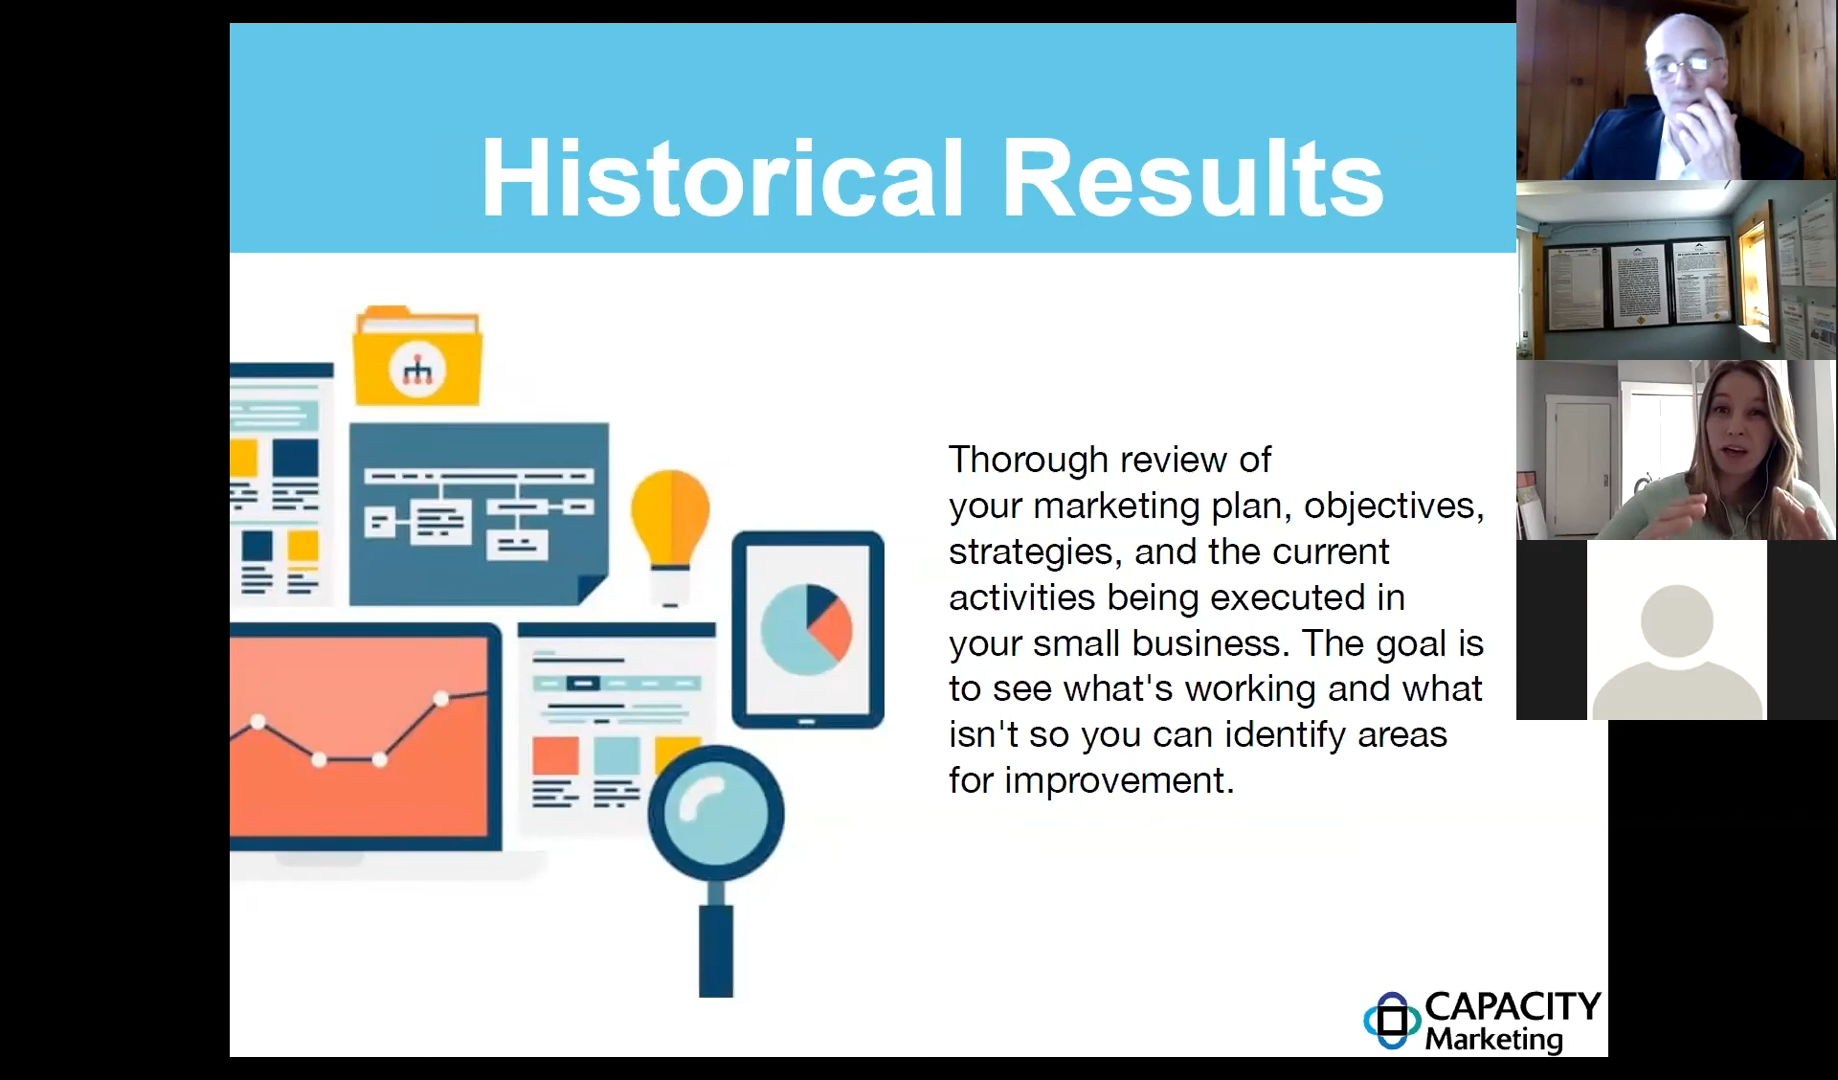 Historical Results
Thorough review of
your marketing plan, objectives,
strategies, and the current
activities being executed in
your small business. The goal is
to see what's working and what
isn't so you can identify areas
for improvement.
CAPACITY
Marketing